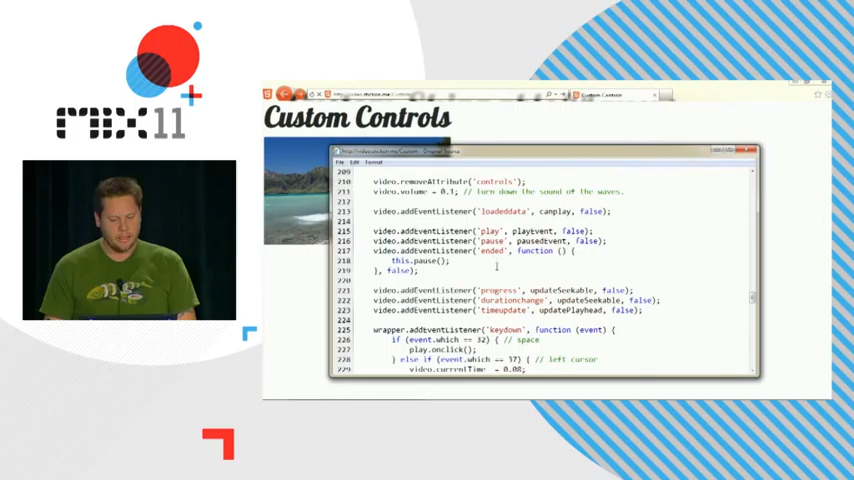 MIX11
Custom Controls
Custom Controls
File Edit Format
209
210 video.removeAttribute('controls');
211 video.volume = 0.1; // turn down the sound of the waves.
212
213 video.addEventListener('loadeddata', canplay, false);
214
215 video.addEventListener('play', playEvent, false);
216 video.addEventListener('pause', pausedEvent, false);
217 video.addEventListener('ended', function () {
218 this.pause();
219 }, false);
220
221 video.addEventListener('progress', updateSeekable, false);
222 video.addEventListener('durationchange', updateSeekable, false);
223 video.addEventListener('timeupdate', updatePlayhead, false);
224
225 wrapper.addEventListener('keydown', function (event) {
226 if (event.which == 32) { // space
227 play.onclick();
228 } else if (event.which == 37) { // left cursor
229 video.currentTime -= 0.08;